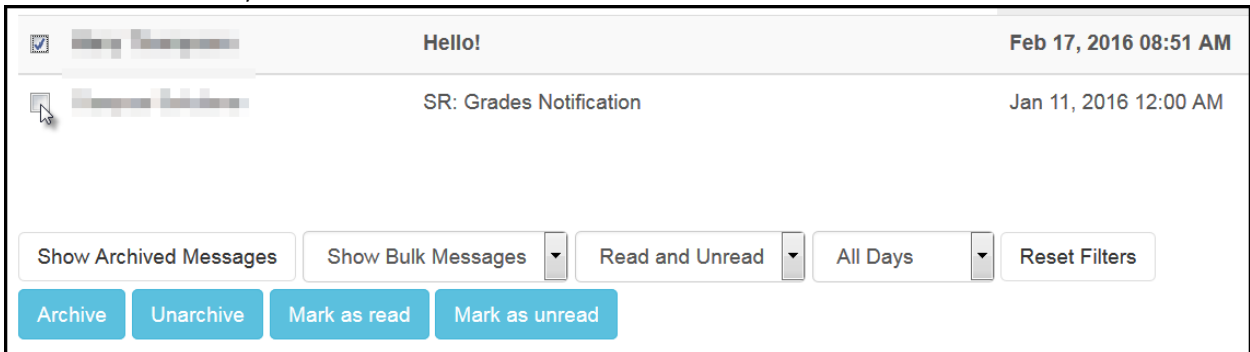 Hello! Feb 17, 2016 08:51 AM
SR: Grades Notification Jan 11, 2016 12:00 AM
Show Archived Messages Show Bulk Messages Read and Unread All Days Reset Filters
Archive Unarchive Mark as read Mark as unread